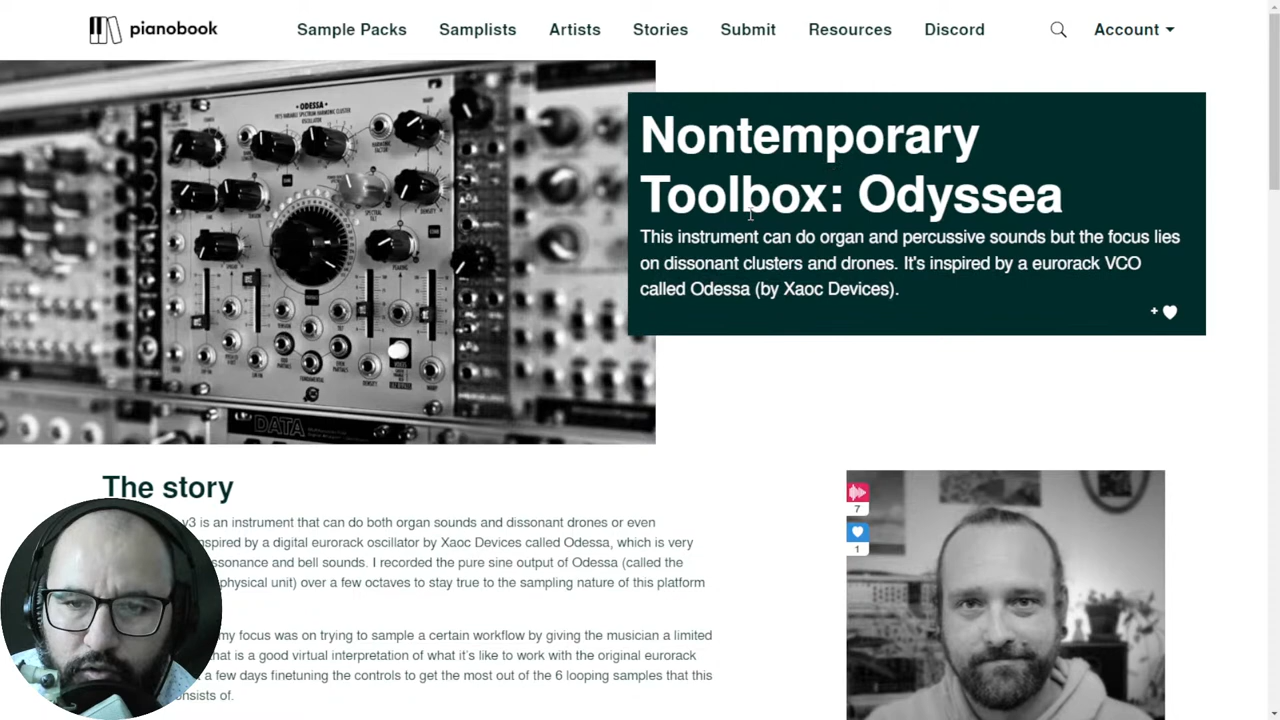 pianobook
Sample Packs
Samplists
Artists
Stories
Submit
Resources
Discord
Account
• ODESSA •
Nontemporary
Toolbox: Odyssea
This instrument can do organ and percussive sounds but the focus lies
on dissonant clusters and drones. It's inspired by a eurorack VCO
called Odessa (by Xaoc Devices).
+
DATA
The story
v3 is an instrument that can do both organ sounds and dissonant drones or even
nspired by a digital eurorack oscillator by Xaoc Devices called Odessa, which is very
ssonance and bell sounds. I recorded the pure sine output of Odessa (called the
physical unit) over a few octaves to stay true to the sampling nature of this platform
my focus was on trying to sample a certain workflow by giving the musician a limited
that is a good virtual interpretation of what it's like to work with the original eurorack
a few days finetuning the controls to get the most out of the 6 looping samples that this
onsists of.
7
1